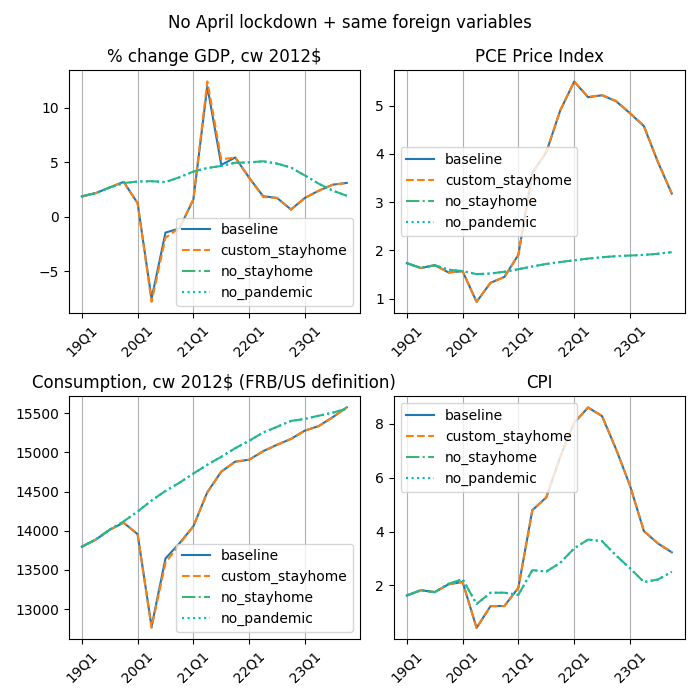 No April lockdown + same foreign variables
% change GDP, cw 2012$
10
5
0
−5
baseline
custom_stayhome
no_stayhome
no_pandemic
19Q1
20Q1
21Q1
22Q1
23Q1
PCE Price Index
5
4
3
2
1
baseline
custom_stayhome
no_stayhome
no_pandemic
19Q1
20Q1
21Q1
22Q1
23Q1
Consumption, cw 2012$ (FRB/US definition)
15500
15000
14500
14000
13500
13000
baseline
custom_stayhome
no_stayhome
no_pandemic
19Q1
20Q1
21Q1
22Q1
23Q1
CPI
8
6
4
2
baseline
custom_stayhome
no_stayhome
no_pandemic
19Q1
20Q1
21Q1
22Q1
23Q1